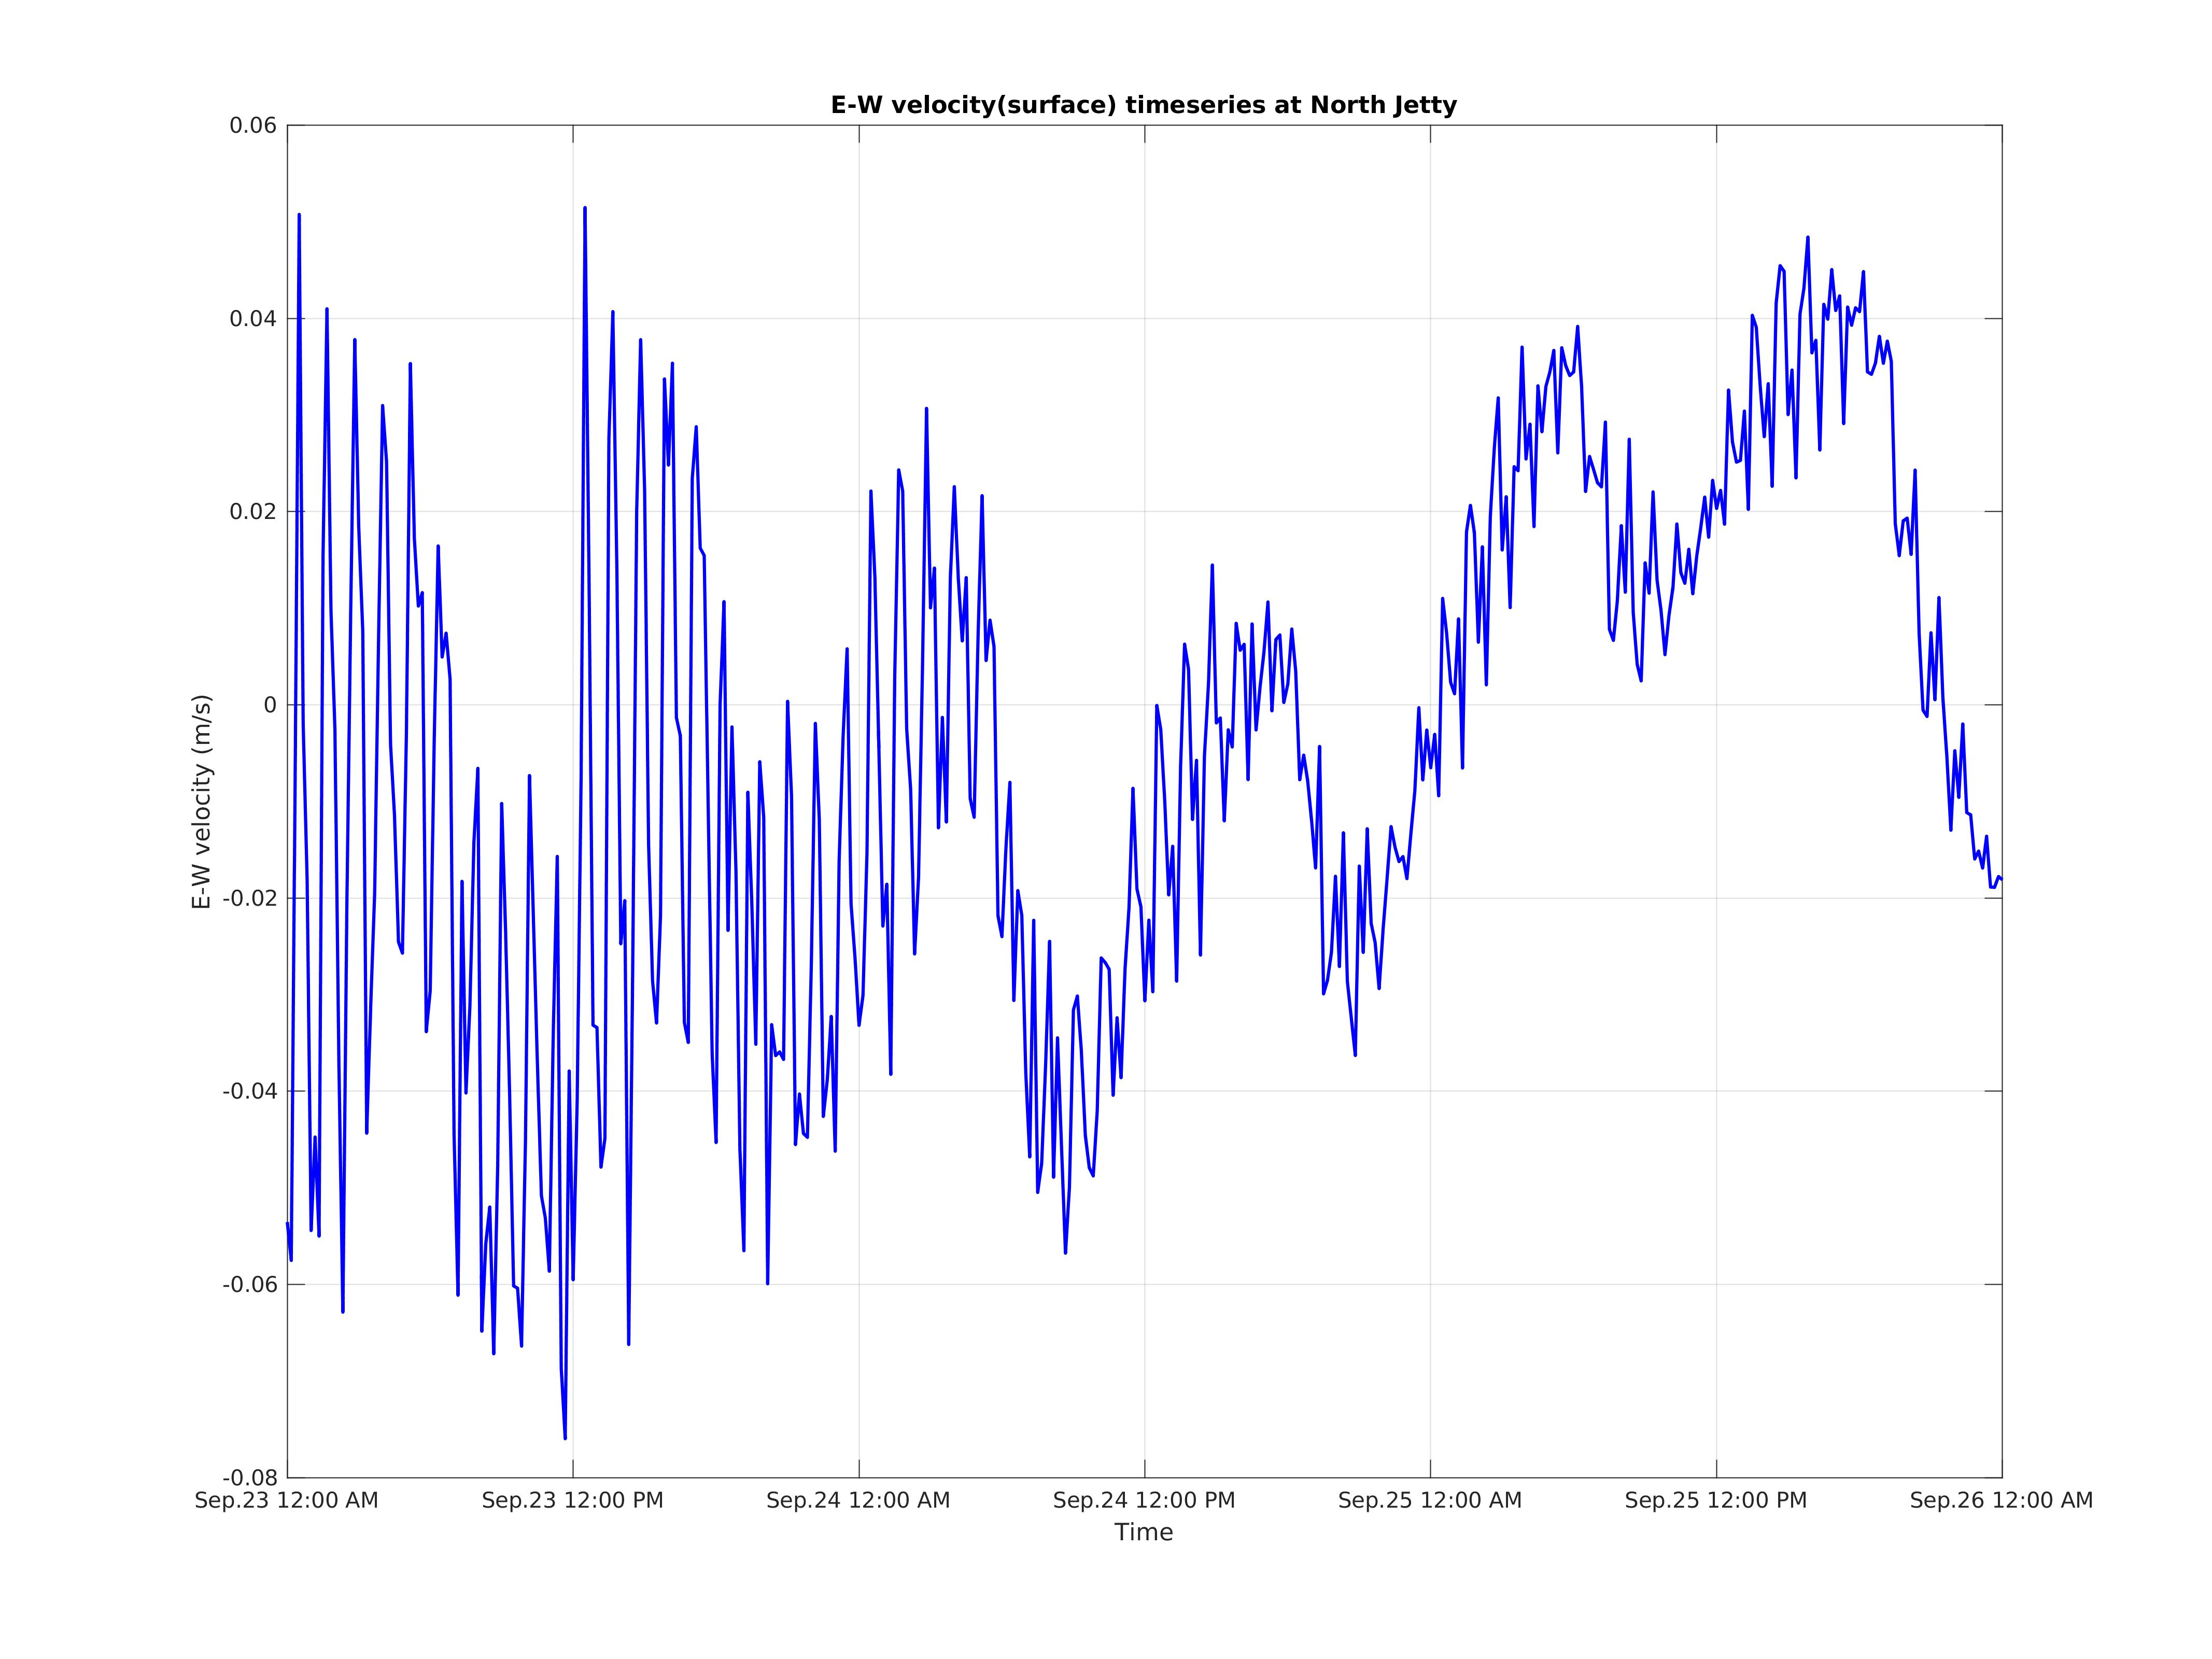 E-W velocity(surface) timeseries at North Jetty
0.06
0.04
0.02
0
-0.02
-0.04
-0.06
-0.08
E-W velocity (m/s)
Sep.23 12:00 AM
Sep.23 12:00 PM
Sep.24 12:00 AM
Sep.24 12:00 PM
Sep.25 12:00 AM
Sep.25 12:00 PM
Sep.26 12:00 AM
Time